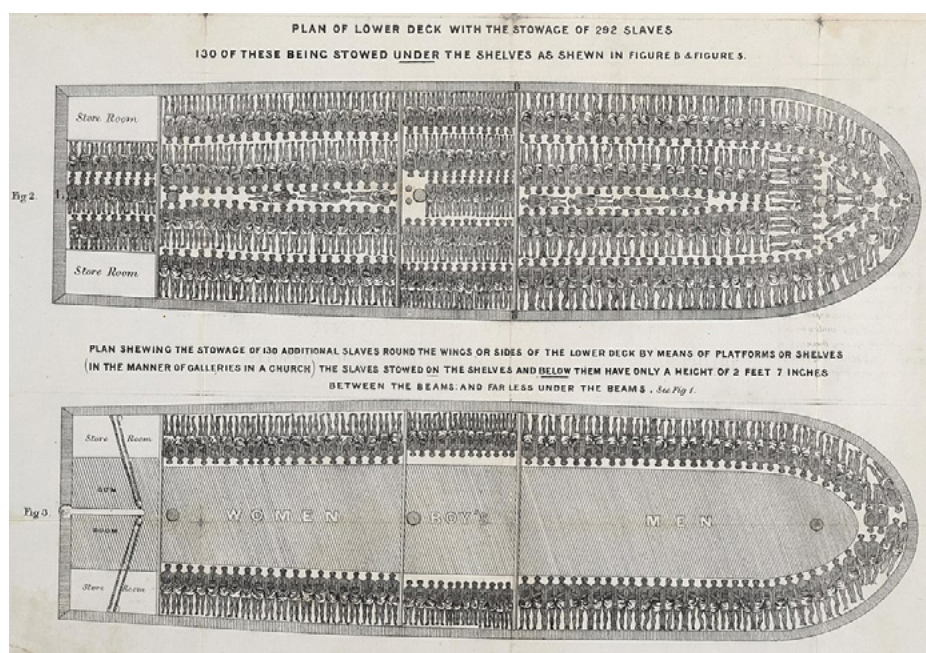 PLAN OF LOWER DECK WITH THE STOWAGE OF 292 SLAVES
130 OF THESE BEING STOWED UNDER THE SHELVES AS SHEWN IN FIGURE B & FIGURE 5.
Store Room
Fig 2.
Store Room
PLAN SHEWING THE STOWAGE OF 130 ADDITIONAL SLAVES ROUND THE WINGS OR SIDES OF THE LOWER DECK BY MEANS OF PLATFORMS OR SHELVES
(IN THE MANNER OF GALLERIES IN A CHURCH) THE SLAVES STOWED ON THE SHELVES AND BELOW THEM HAVE ONLY A HEIGHT OF 2 FEET 7 INCHES
BETWEEN THE BEAMS: AND FAR LESS UNDER THE BEAMS. See Fig 1.
Store Room
GUN
Fig 3.
WOMEN
BOY'S
MEN
ROOM
Store Room